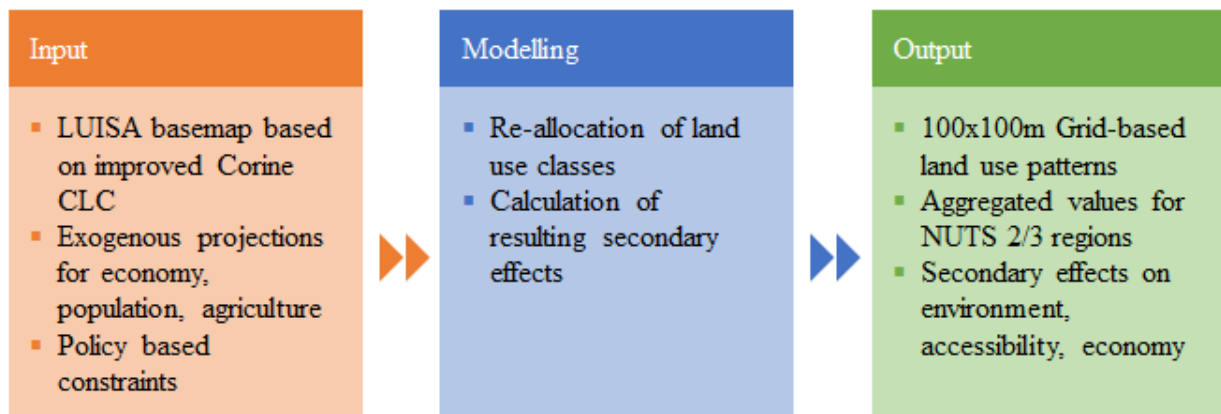 Input
LUISA basemap based
on improved Corine
CLC
Exogenous projections
for economy,
population, agriculture
Policy based
constraints
Modelling
Re-allocation of land
use classes
Calculation of
resulting secondary
effects
Output
100x100m Grid-based
land use patterns
Aggregated values for
NUTS 2/3 regions
Secondary effects on
environment,
accessibility, economy